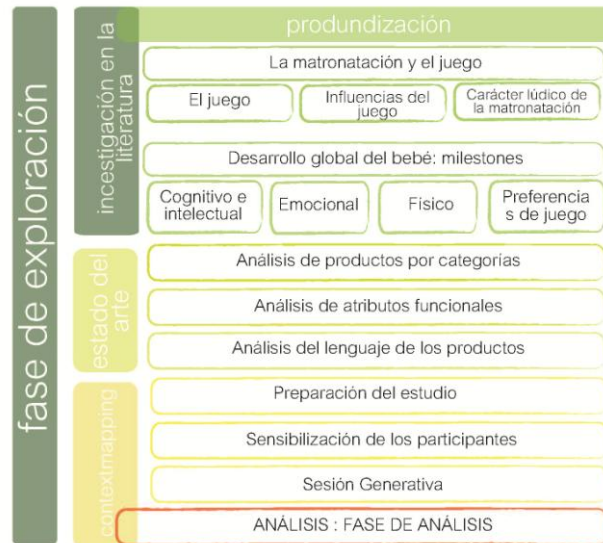 fase de exploración
incestigación en la
literatura
produndización
La matronatación y el juego
El juego
Influencias del
juego
Carácter lúdico de
la matronatación
Desarrollo global del bebé: milestones
Cognitivo e
intelectual
Emocional
Físico
Preferencia
s de juego
estado del
arte
Análisis de productos por categorías
Análisis de atributos funcionales
Análisis del lenguaje de los productos
contextmapping
Preparación del estudio
Sensibilización de los participantes
Sesión Generativa
ANÁLISIS : FASE DE ANÁLISIS